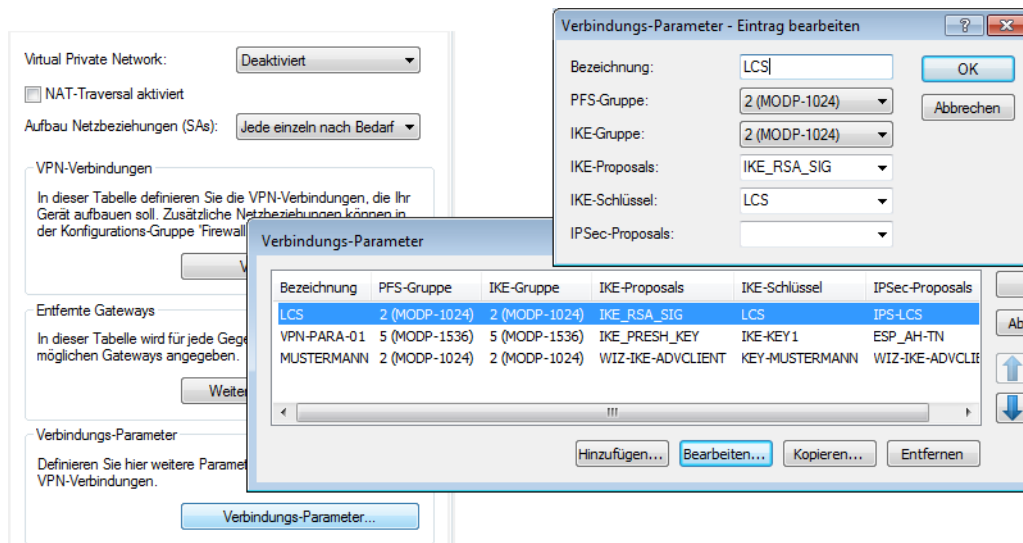 Virtual Private Network: Deaktiviert
NAT-Traversal aktiviert
Aufbau Netzbeziehungen (SAs): Jede einzeln nach Bedarf
VPN-Verbindungen
In dieser Tabelle definieren Sie die VPN-Verbindungen, die Ihr
Gerät aufbauen soll. Zusätzliche Netzbeziehungen können in
der Konfigurations-Gruppe 'Firewall
V
Entfernte Gateways
In dieser Tabelle wird für jede Gege
möglichen Gateways angegeben.
Weiter
Verbindungs-Parameter
Definieren Sie hier weitere Paramet
VPN-Verbindungen.
Verbindungs-Parameter...
Verbindungs-Parameter - Eintrag bearbeiten
Bezeichnung: LCS
OK
PFS-Gruppe: 2 (MODP-1024)
Abbrechen
IKE-Gruppe: 2 (MODP-1024)
IKE-Proposals: IKE_RSA_SIG
IKE-Schlüssel: LCS
IPSec-Proposals:
Verbindungs-Parameter
Bezeichnung PFS-Gruppe IKE-Gruppe IKE-Proposals IKE-Schlüssel IPSec-Proposals
LCS 2 (MODP-1024) 2 (MODP-1024) IKE_RSA_SIG LCS IPS-LCS
VPN-PARA-01 5 (MODP-1536) 5 (MODP-1536) IKE_PRESH_KEY IKE-KEY1 ESP_AH-TN
MUSTERMANN 2 (MODP-1024) 2 (MODP-1024) WIZ-IKE-ADVCLIENT KEY-MUSTERMANN WIZ-IKE-ADVCLIE
Ab
Hinzufügen... Bearbeiten... Kopieren... Entfernen